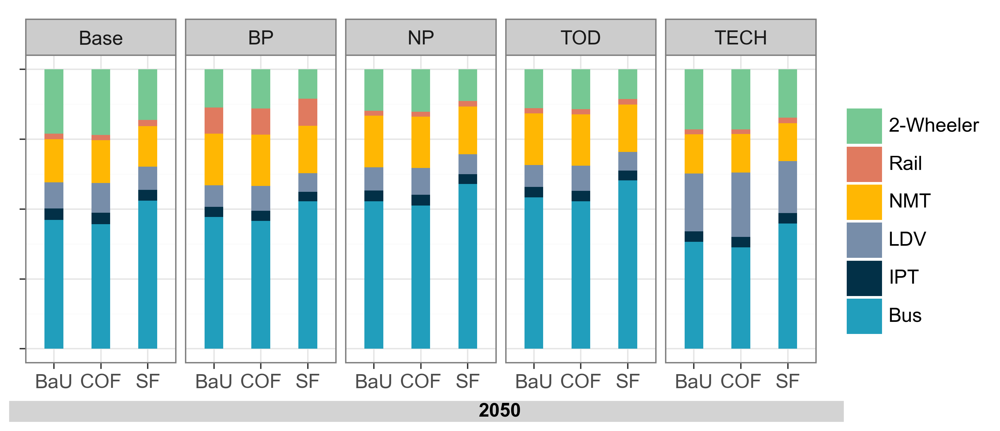 Base BP NP TOD TECH
2-Wheeler
Rail
NMT
LDV
IPT
Bus
BaU COF SF BaU COF SF BaU COF SF BaU COF SF BaU COF SF
2050